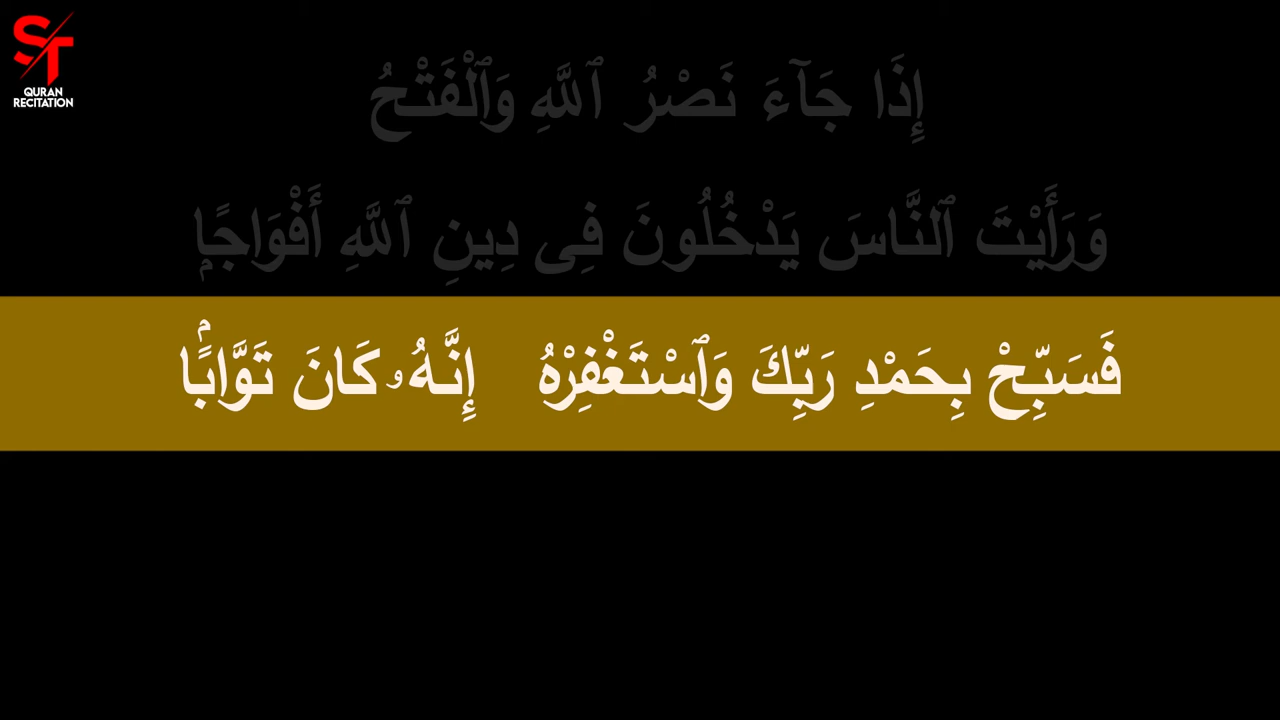 ST
QURAN
RECITATION
إِذَا جَآءَ نَصْرُ ٱللَّهِ وَٱلْفَتْحُ
وَرَأَيْتَ ٱلنَّاسَ يَدْخُلُونَ فِى دِينِ ٱللَّهِ أَفْوَاجًۭا
فَسَبِّحْ بِحَمْدِ رَبِّكَ وَٱسْتَغْفِرْهُ إِنَّهُۥ كَانَ تَوَّابًۢا